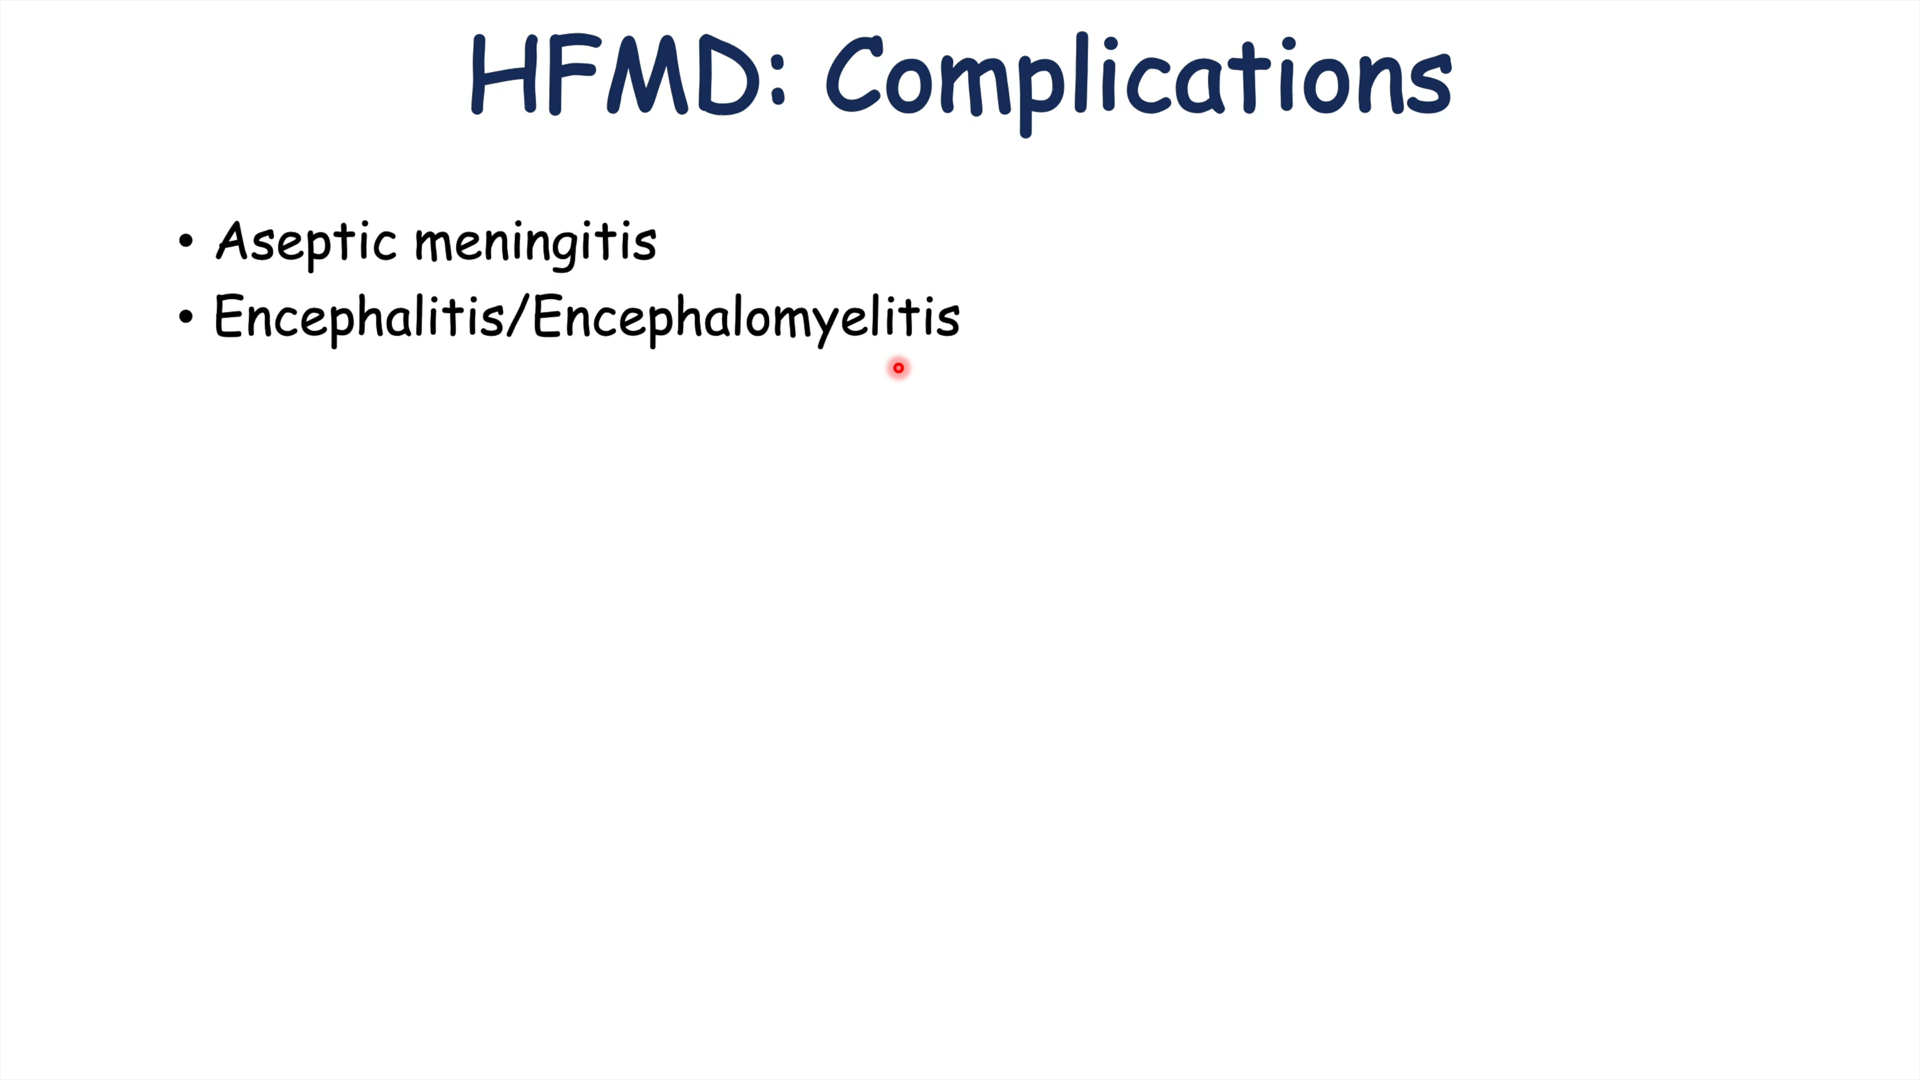 HFMD: Complications
• Aseptic meningitis
• Encephalitis/Encephalomyelitis